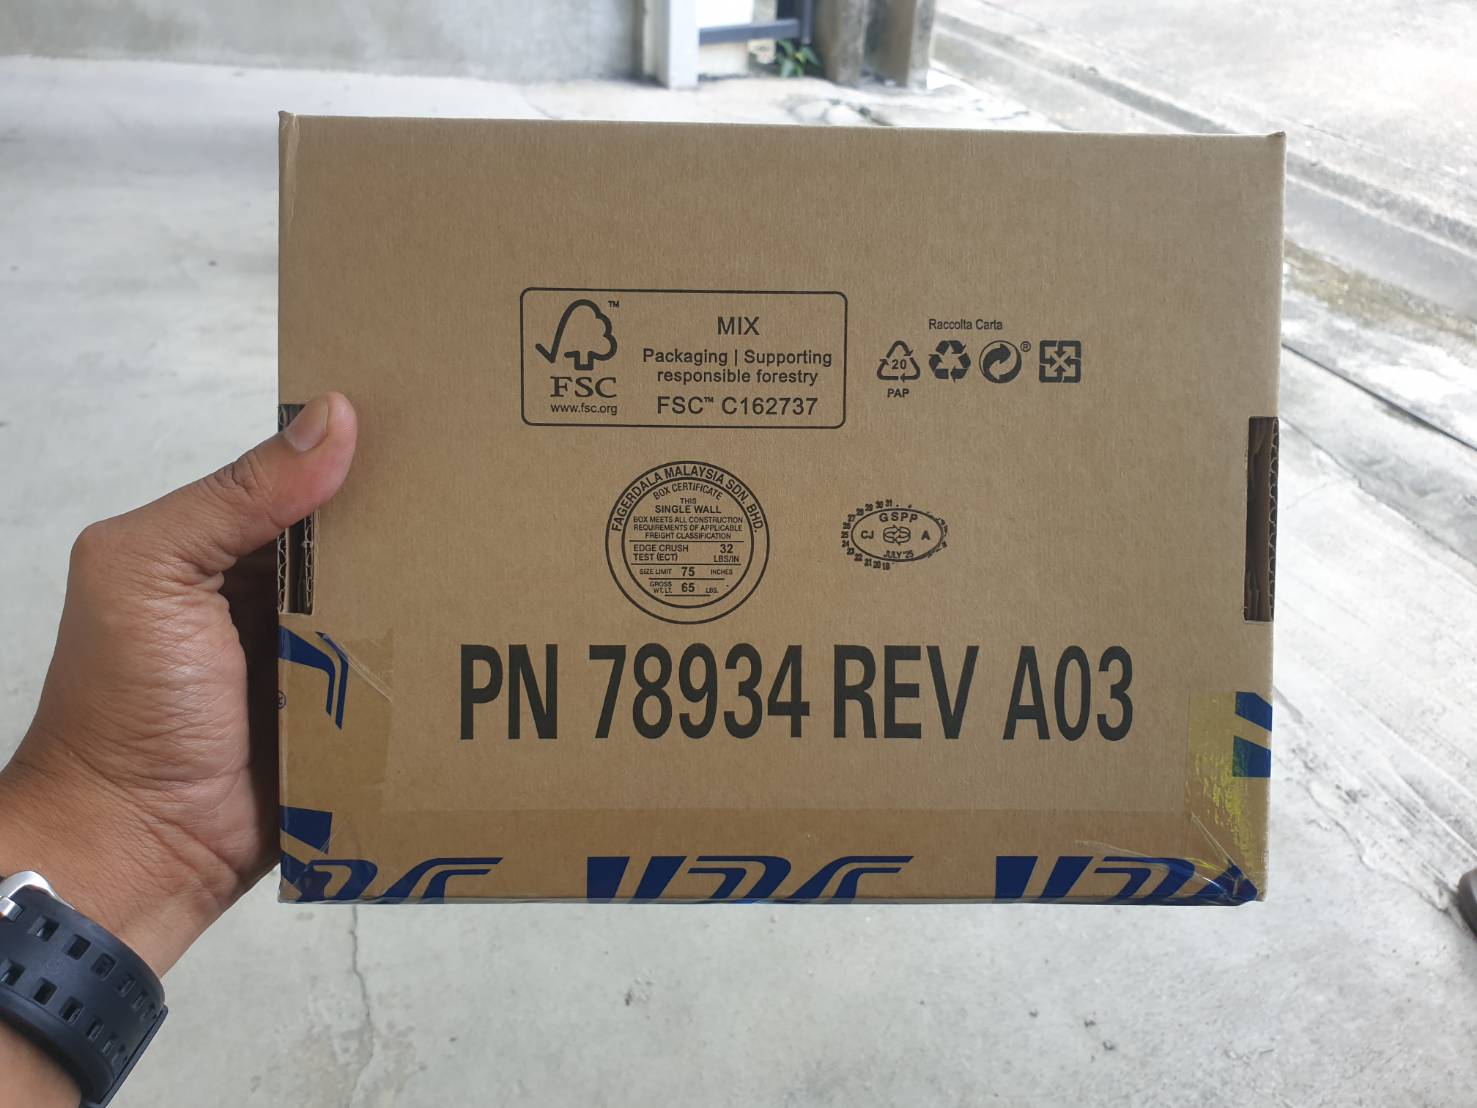 MIX
Packaging | Supporting
responsible forestry
FSC™ C162737
™
FSC
www.fsc.org
Raccolta Carta
20
PAP
®
FAGERDALA MALAYSIA SDN. BHD.
BOX CERTIFICATE
THIS
SINGLE WALL
BOX MEETS ALL CONSTRUCTION
REQUIREMENTS OF APPLICABLE
FREIGHT CLASSIFICATION
EDGE CRUSH 32
TEST (ECT) LBS/IN
SIZE LIMIT 75 INCHES
GROSS
WT. LT. 65 LBS.
GSPP
CJ A
JULY'25
PN 78934 REV A03